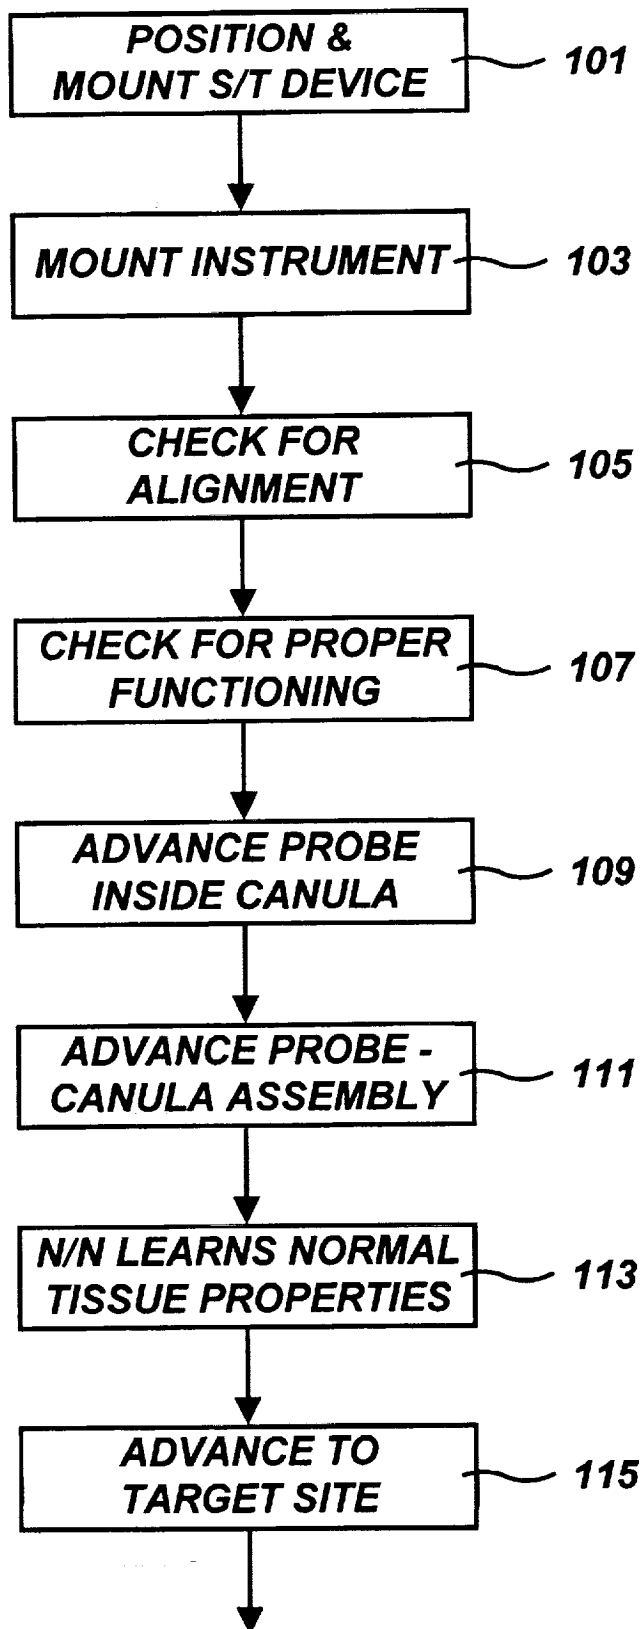 POSITION &
MOUNT S/T DEVICE
101
MOUNT INSTRUMENT
103
CHECK FOR
ALIGNMENT
105
CHECK FOR PROPER
FUNCTIONING
107
ADVANCE PROBE
INSIDE CANULA
109
ADVANCE PROBE -
CANULA ASSEMBLY
111
N/N LEARNS NORMAL
TISSUE PROPERTIES
113
ADVANCE TO
TARGET SITE
115